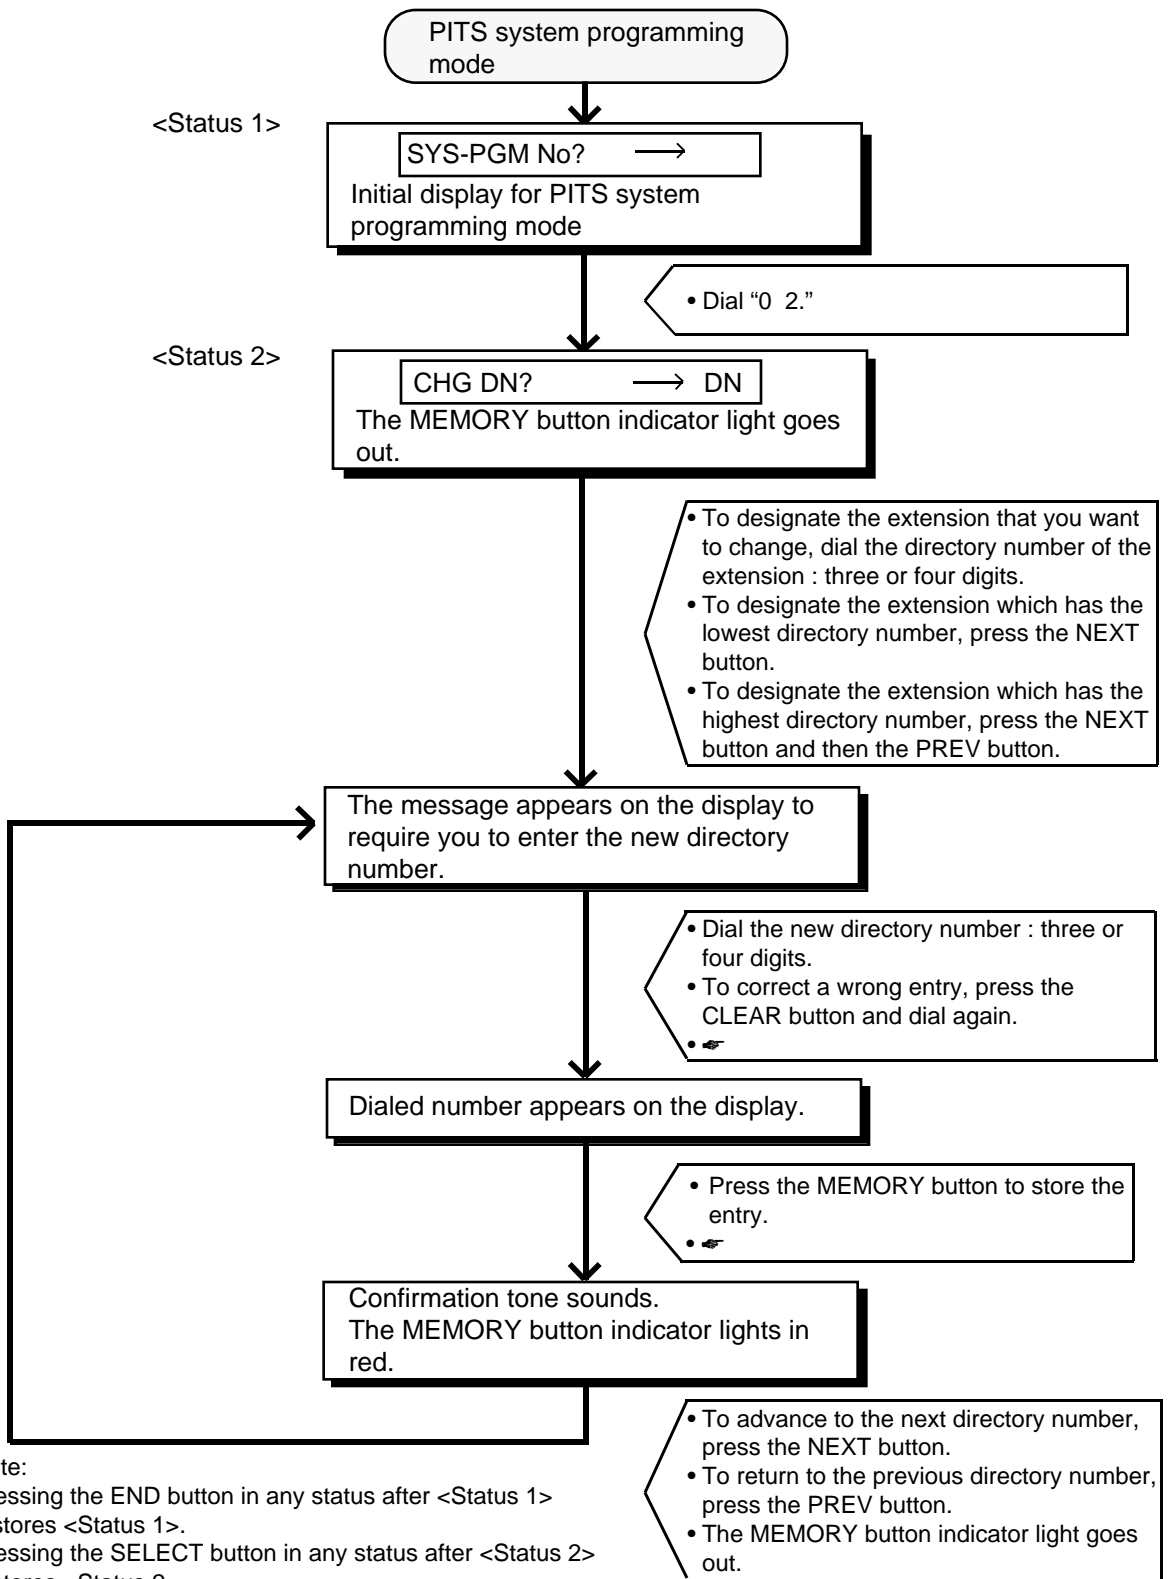 PITS system programming
mode
<Status 1>
SYS-PGM No? →
Initial display for PITS system
programming mode
• Dial “0 2.”
<Status 2>
CHG DN? → DN
The MEMORY button indicator light goes
out.
• To designate the extension that you want
to change, dial the directory number of the
extension : three or four digits.
• To designate the extension which has the
lowest directory number, press the NEXT
button.
• To designate the extension which has the
highest directory number, press the NEXT
button and then the PREV button.
The message appears on the display to
require you to enter the new directory
number.
• Dial the new directory number : three or
four digits.
• To correct a wrong entry, press the
CLEAR button and dial again.
• ☛
Dialed number appears on the display.
• Press the MEMORY button to store the
entry.
• ☛
Confirmation tone sounds.
The MEMORY button indicator lights in
red.
• To advance to the next directory number,
press the NEXT button.
• To return to the previous directory number,
press the PREV button.
• The MEMORY button indicator light goes
out.
te:
essing the END button in any status after <Status 1>
stores <Status 1>.
essing the SELECT button in any status after <Status 2>